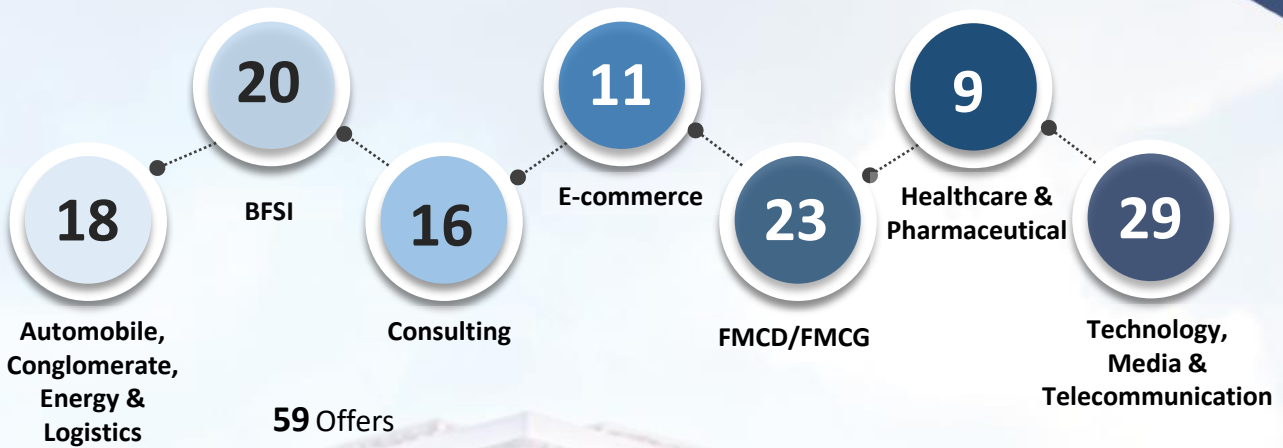 18
Automobile,
Conglomerate,
Energy &
Logistics
20
BFSI
16
Consulting
11
E-commerce
23
FMCD/FMCG
9
Healthcare &
Pharmaceutical
29
Technology,
Media &
Telecommunication
59 Offers